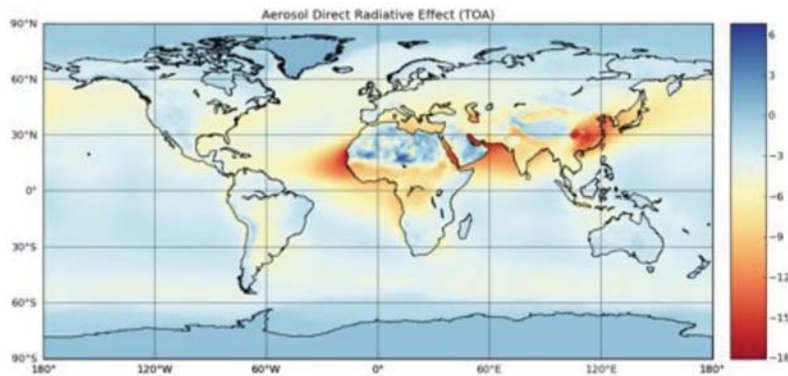 Aerosol Direct Radiative Effect (TOA)
90°N
60°N
30°N
0°
30°S
60°S
90°S
180° 120°W 60°W 0° 60°E 120°E 180°
6
3
0
−3
−6
−9
−12
−15
−18